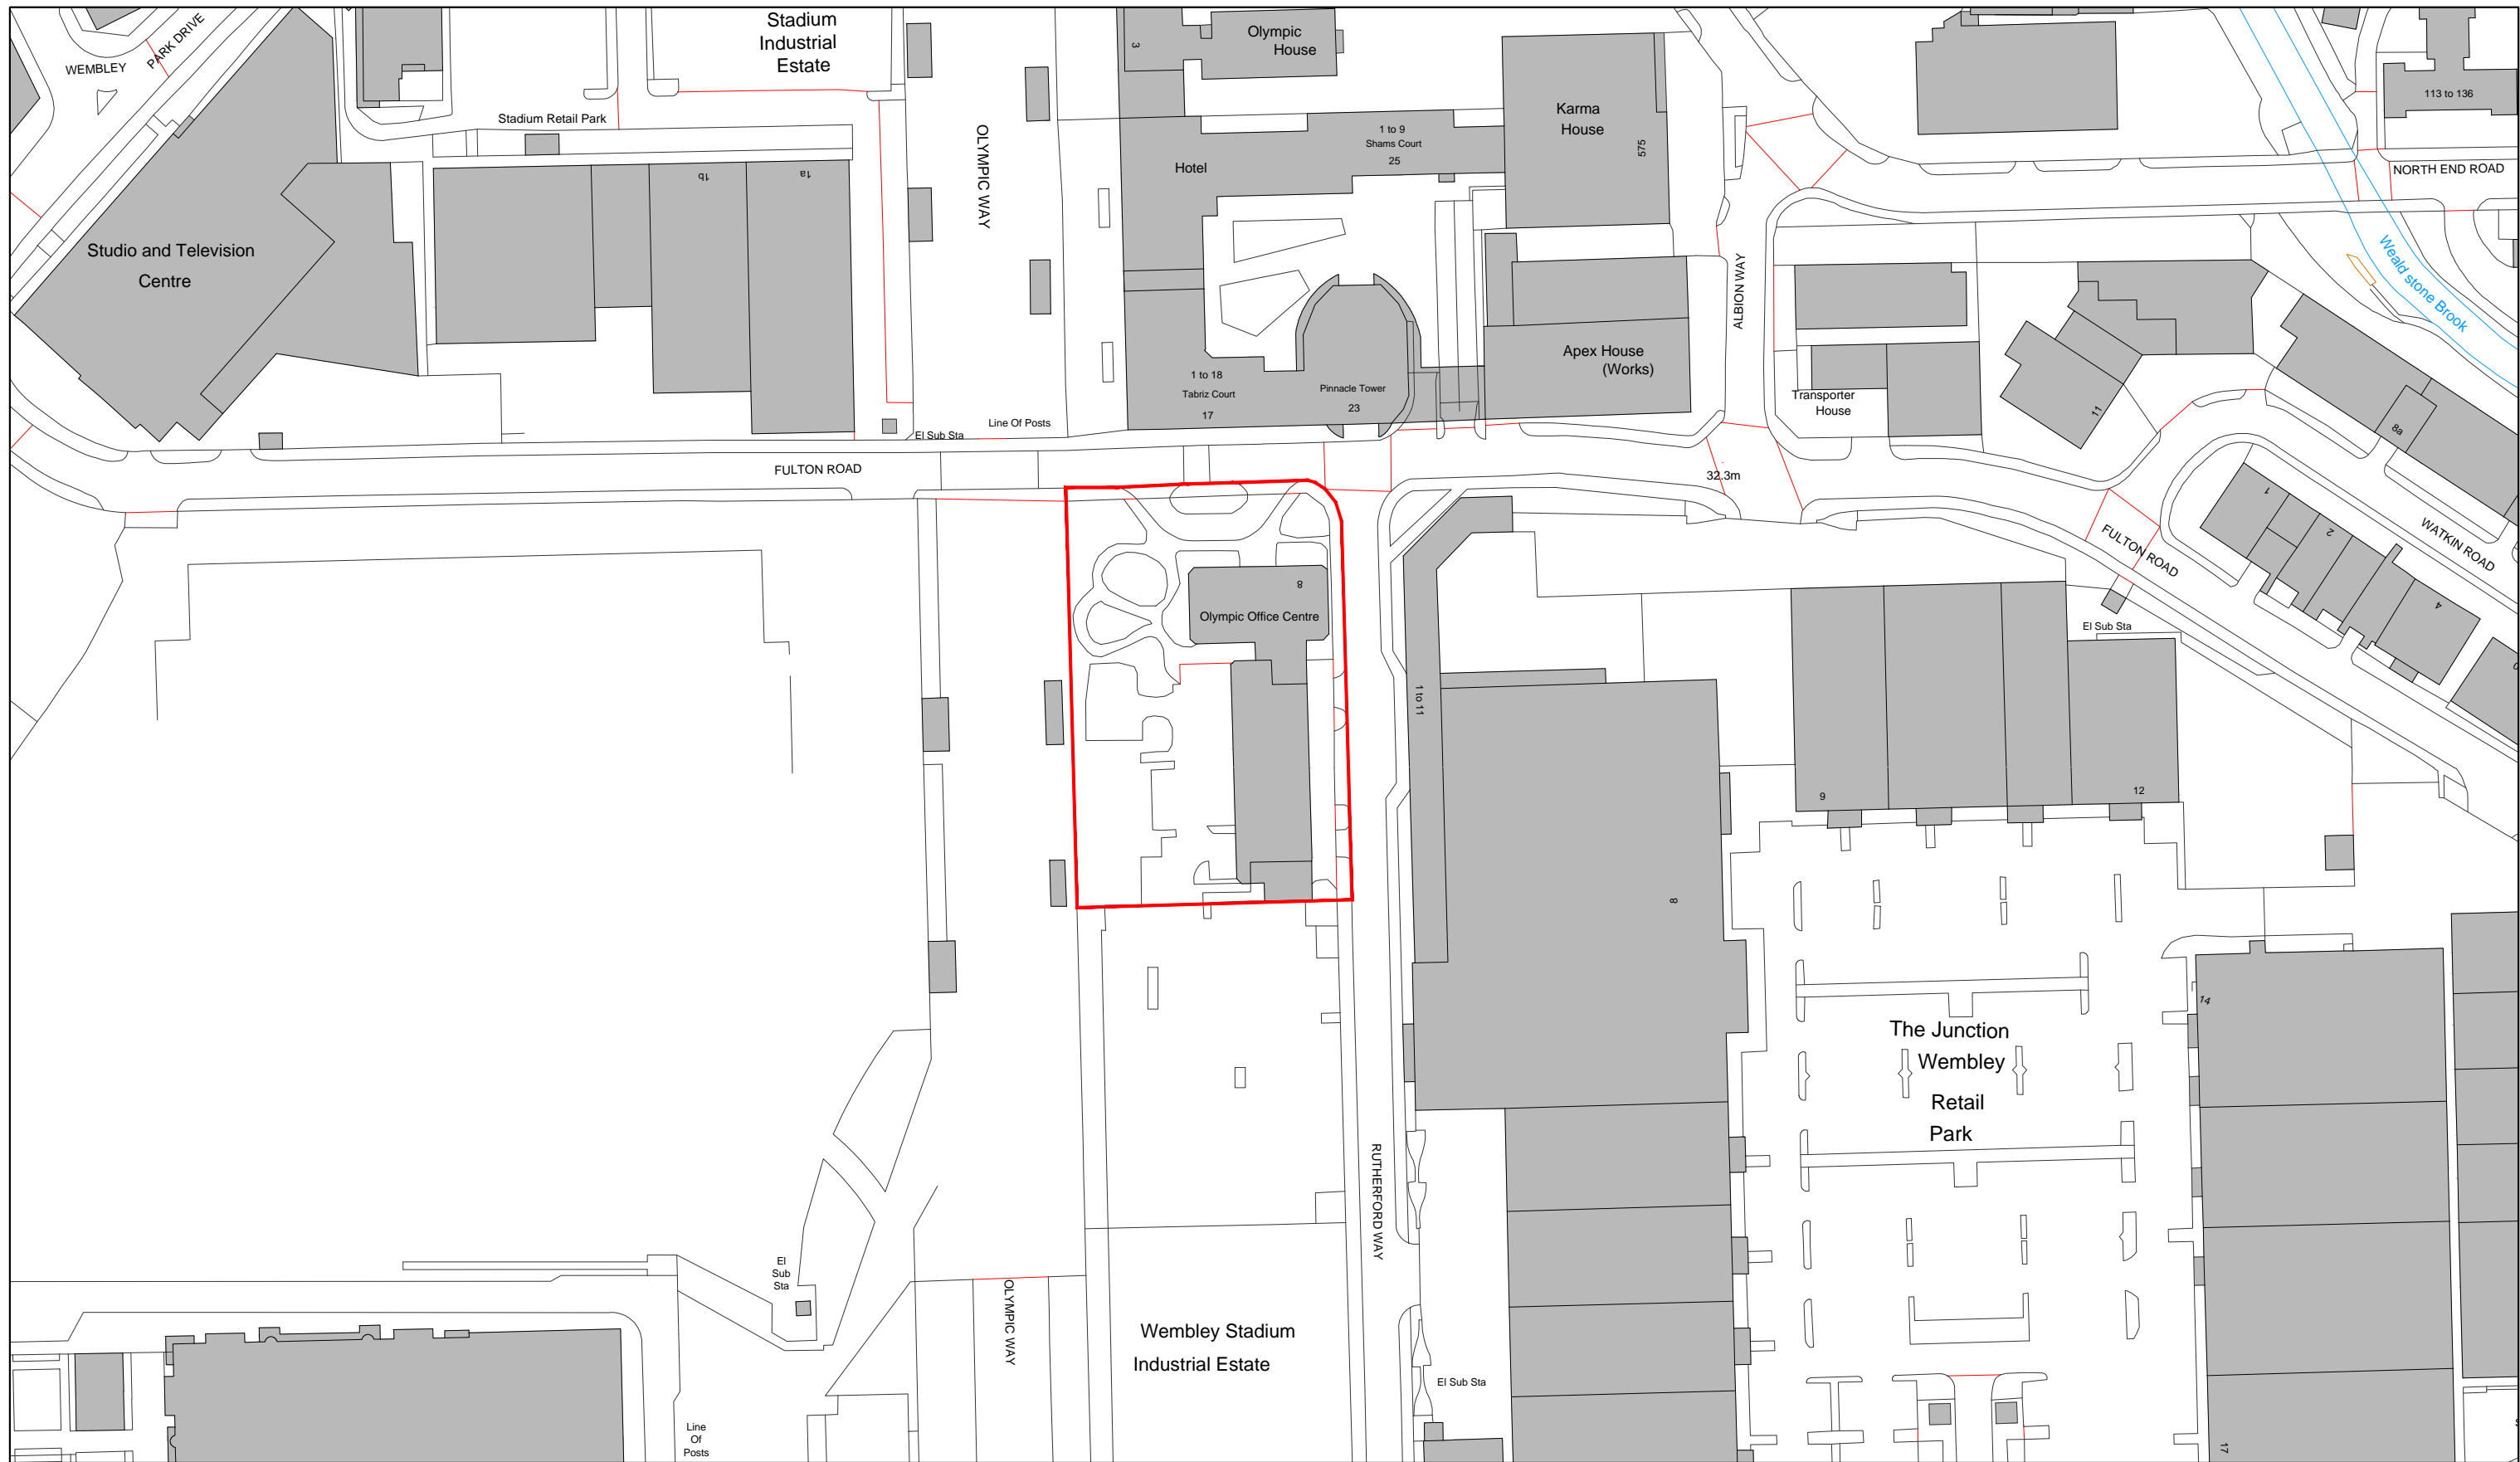 Stadium
Industrial
Estate
WEMBLEY
PARK DRIVE
Stadium Retail Park
OLYMPIC WAY
3
Olympic
House
Karma
House
575
1 to 9
Shams Court
25
Hotel
113 to 136
NORTH END ROAD
Studio and Television
Centre
1b
1a
ALBION WAY
Weald stone Brook
1 to 18
Tabriz Court
17
Pinnacle Tower
23
Apex House
(Works)
Transporter
House
11
8a
Line Of Posts
El Sub Sta
FULTON ROAD
32.3m
FULTON ROAD
WATKIN ROAD
1
2
4
8
Olympic Office Centre
El Sub Sta
1 to 11
9
12
8
14
The Junction
Wembley
Retail
Park
RUTHERFORD WAY
El
Sub
Sta
OLYMPIC WAY
Wembley Stadium
Industrial Estate
El Sub Sta
Line
Of
Posts
17